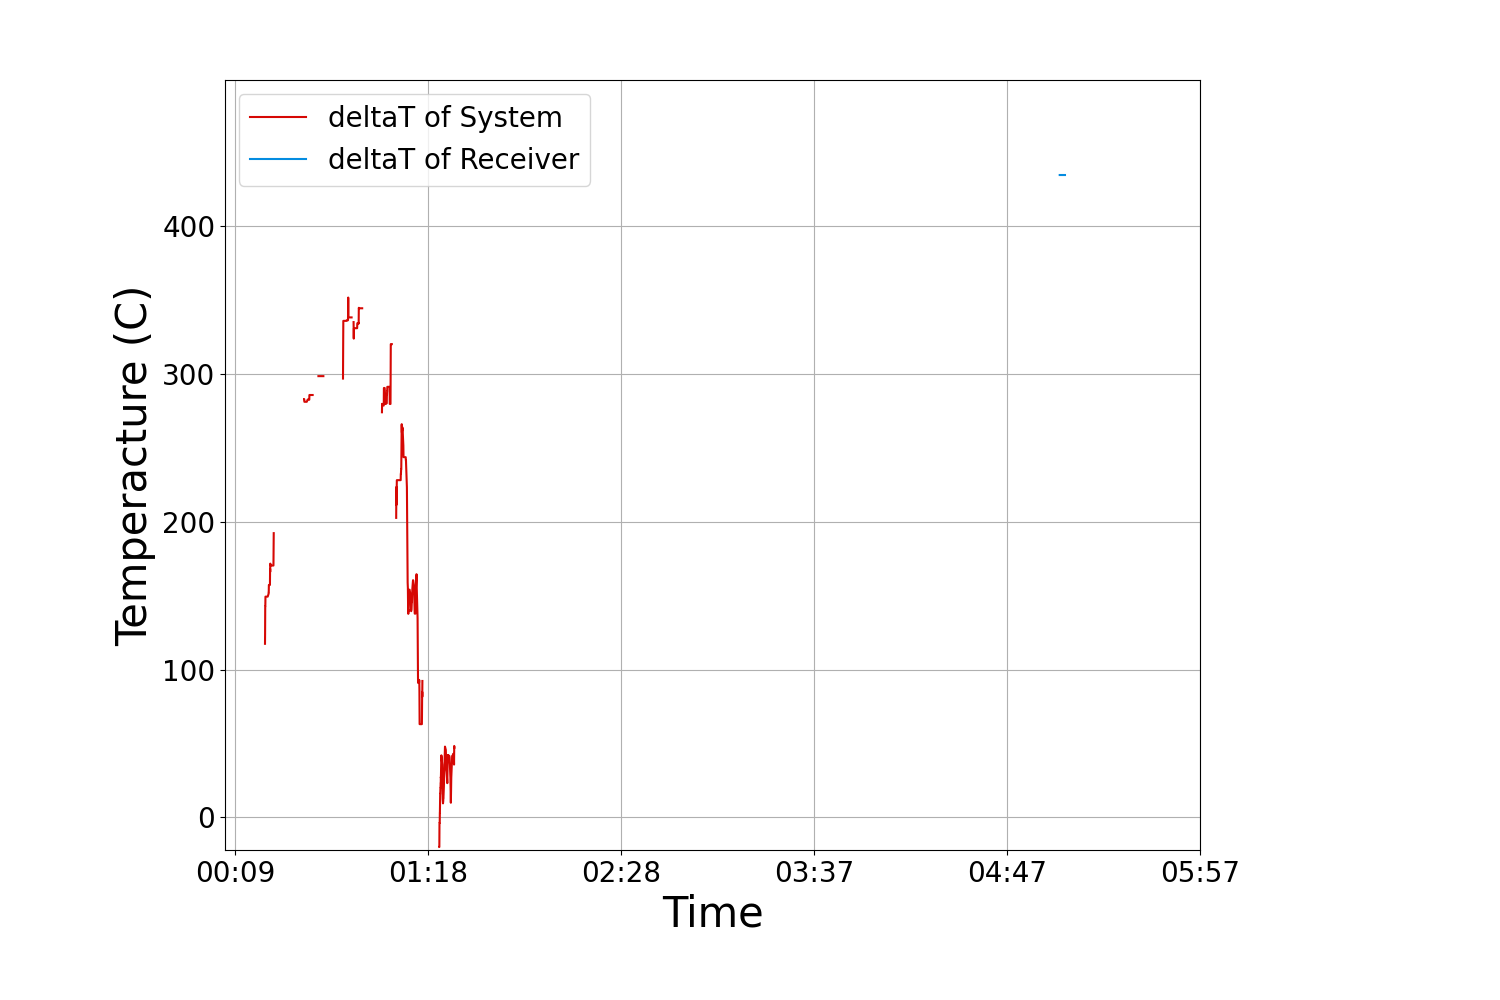 deltaT of System
deltaT of Receiver
400
300
200
100
0
Temperacture (C)
00:09 01:18 02:28 03:37 04:47 05:57
Time